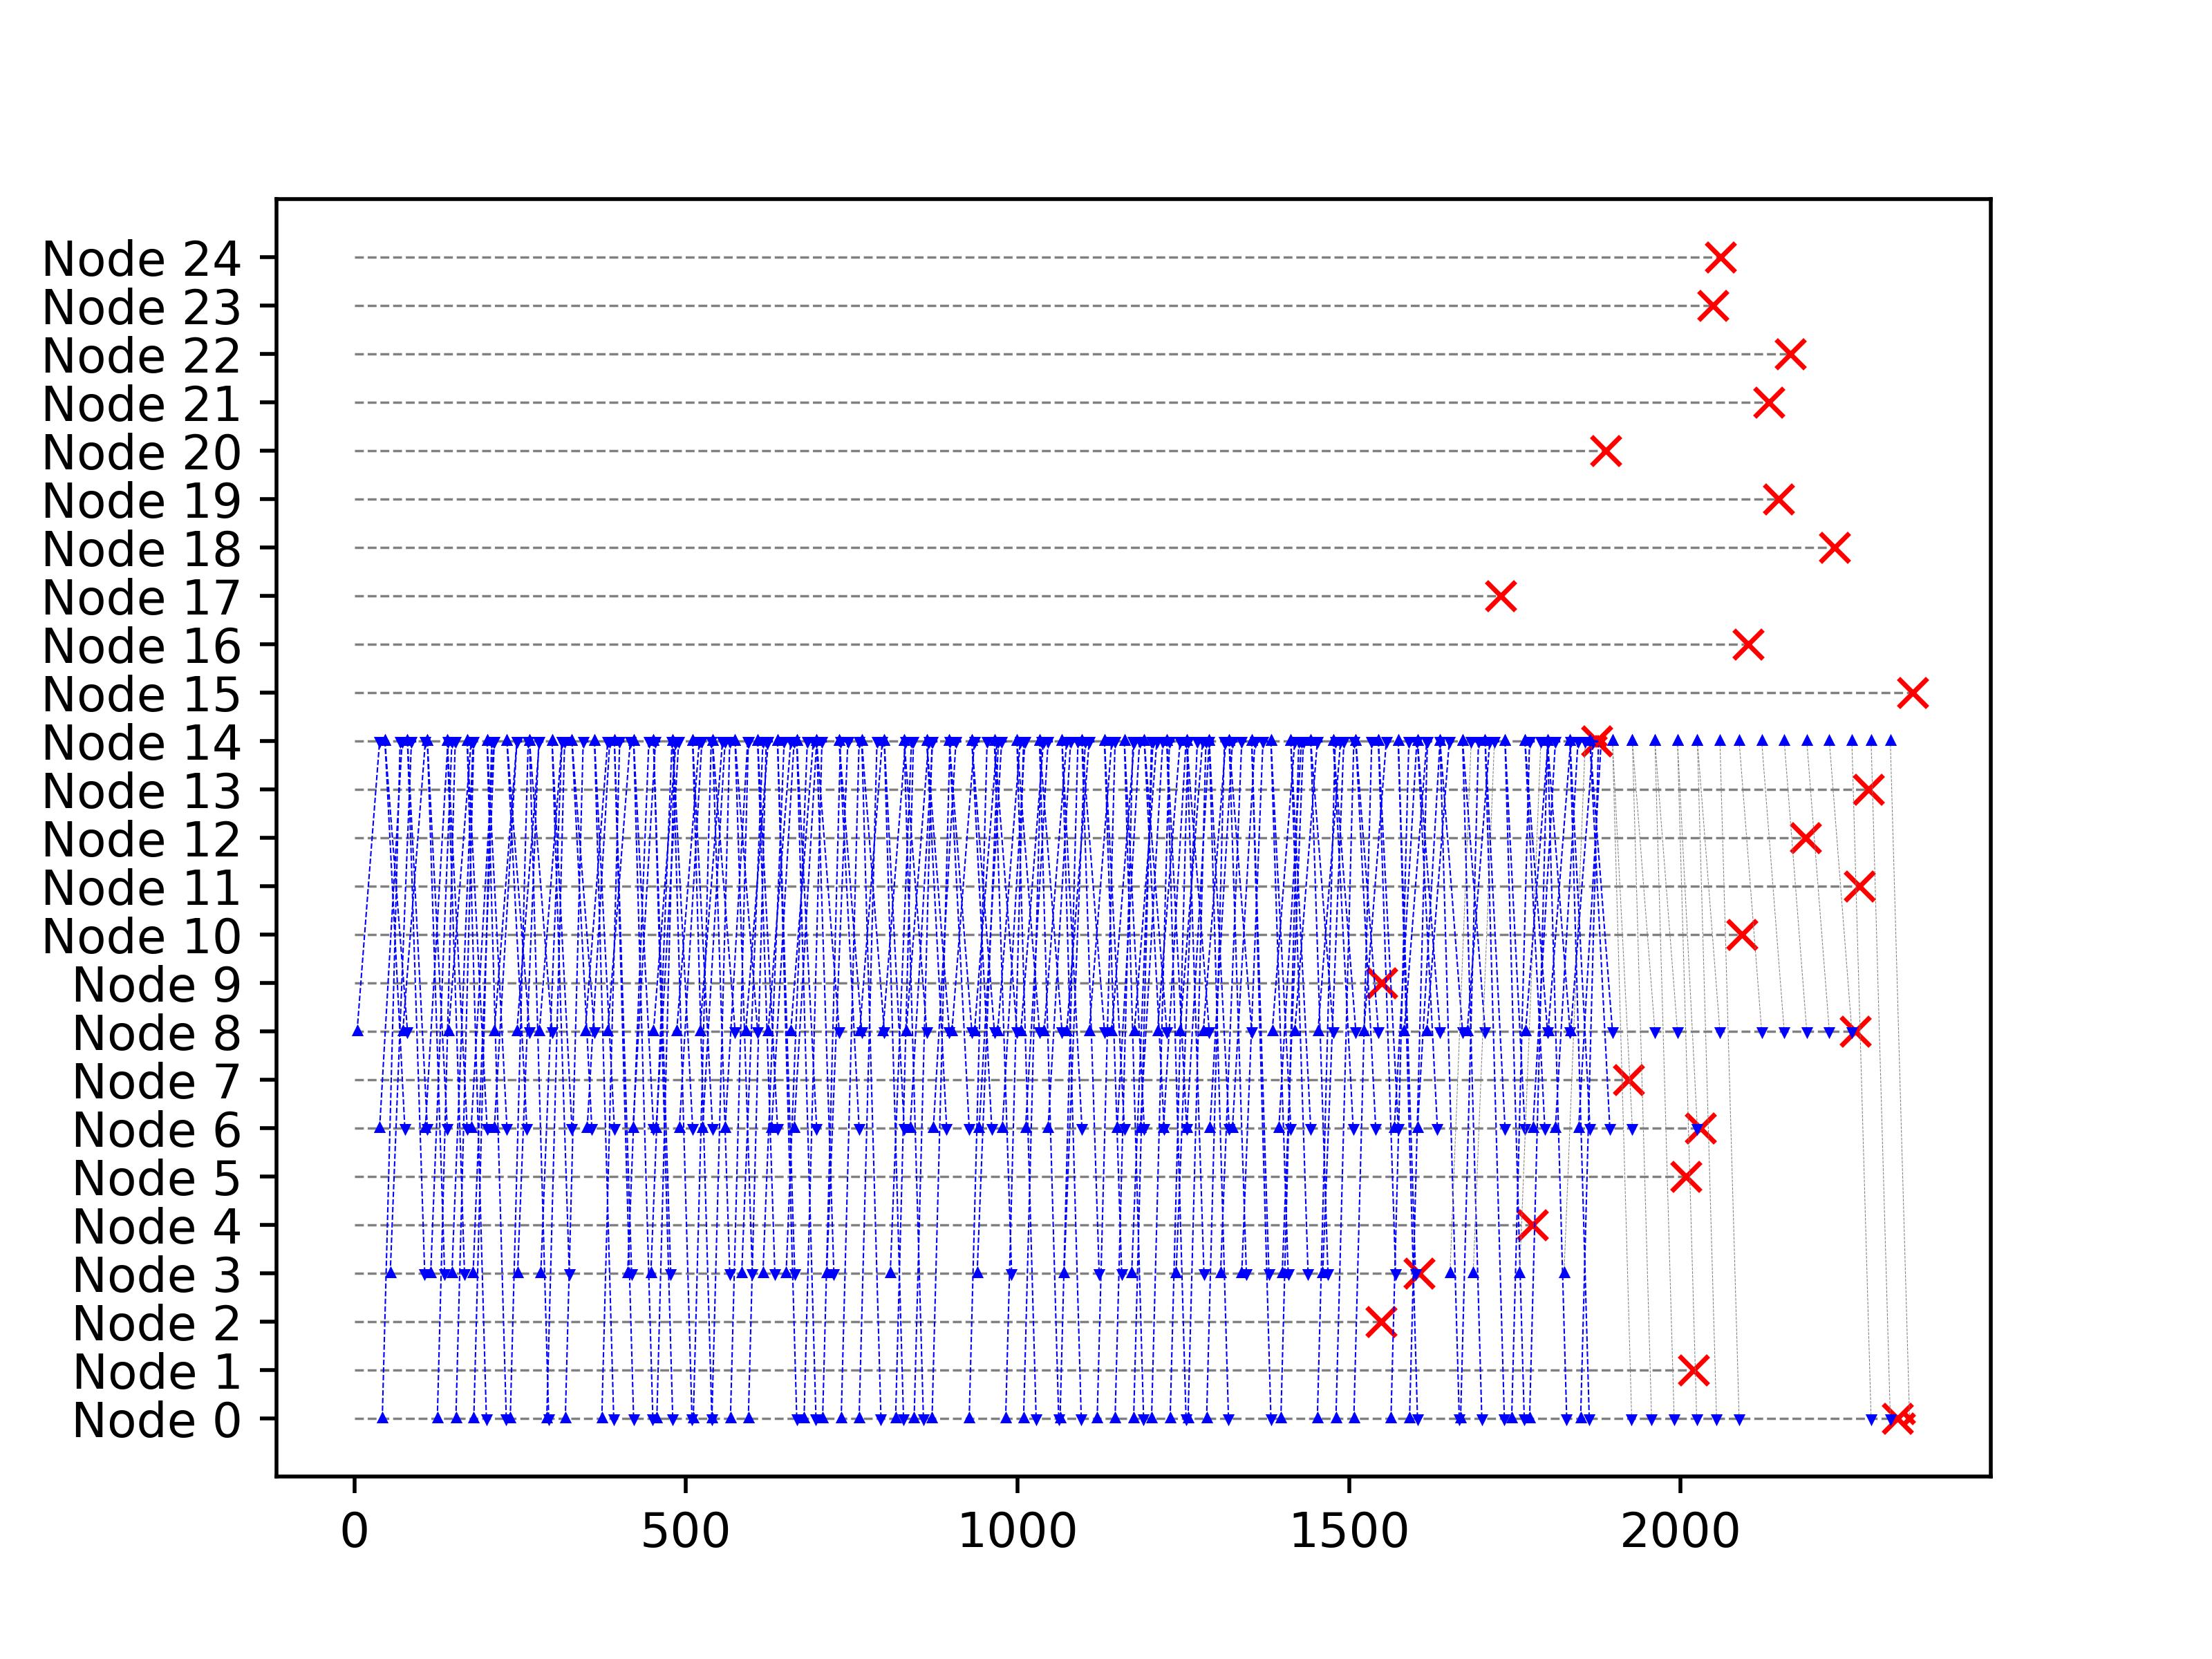 Node 24
Node 23
Node 22
Node 21
Node 20
Node 19
Node 18
Node 17
Node 16
Node 15
Node 14
Node 13
Node 12
Node 11
Node 10
Node 9
Node 8
Node 7
Node 6
Node 5
Node 4
Node 3
Node 2
Node 1
Node 0
0 500 1000 1500 2000